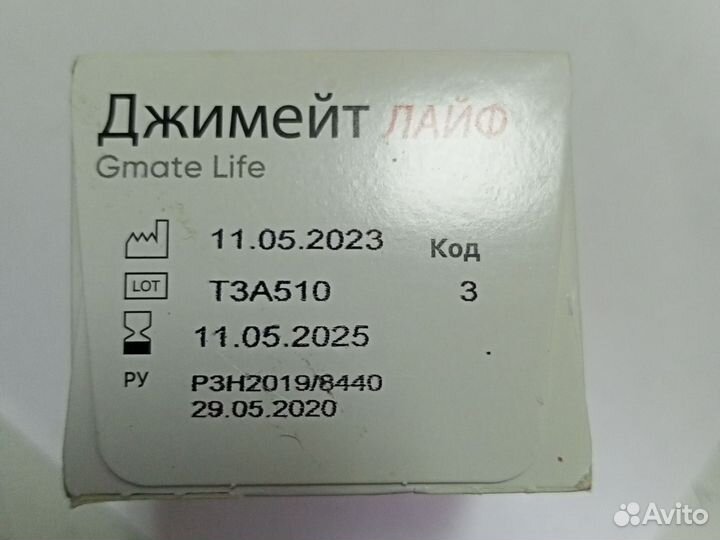 Джимейт ЛАЙФ
Gmate Life
11.05.2023 Код
LOT T3A510 3
11.05.2025
РУ РЗН2019/8440
29.05.2020
Avito